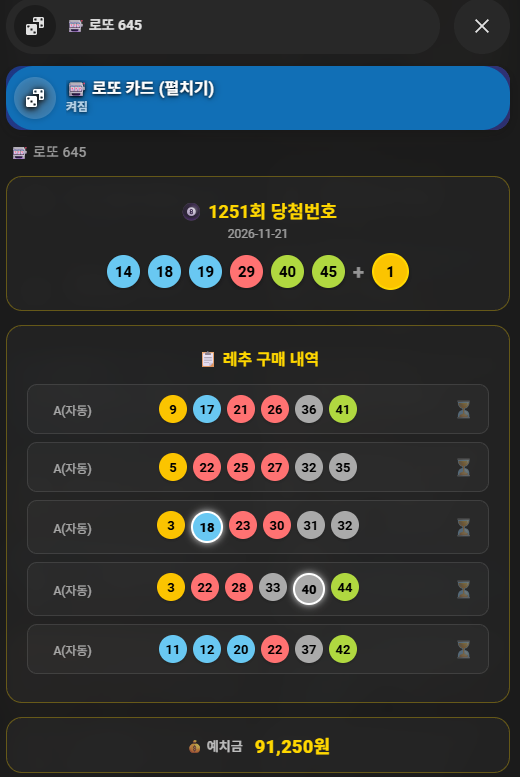 로또 645
로또 카드 (펼치기)
켜짐
로또 645
1251회 당첨번호
2026-11-21
14 18 19 29 40 45 + 1
레추 구매 내역
A(자동) 9 17 21 26 36 41
A(자동) 5 22 25 27 32 35
A(자동) 3 18 23 30 31 32
A(자동) 3 22 28 33 40 44
A(자동) 11 12 20 22 37 42
예치금 91,250원